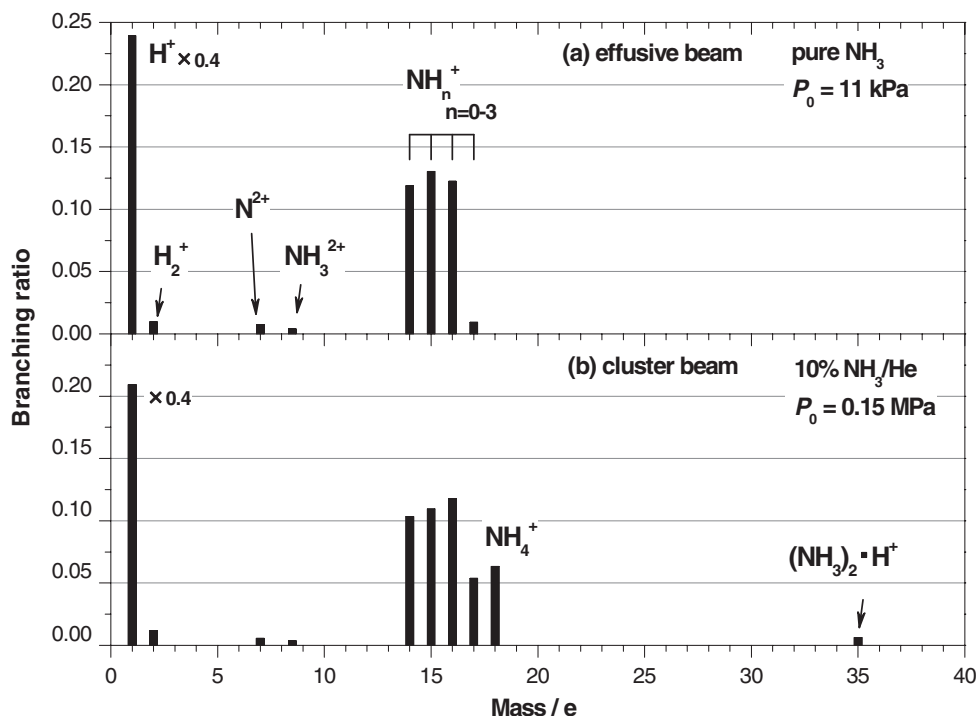 Branching ratio
0.25
0.20
0.15
0.10
0.05
0.00
H⁺ × 0.4
H₂⁺
N²⁺
NH₃²⁺
NHₙ⁺
n=0-3
(a) effusive beam
pure NH₃
P₀ = 11 kPa
0.20
0.15
0.10
0.05
0.00
× 0.4
NH₄⁺
(b) cluster beam
10% NH₃/He
P₀ = 0.15 MPa
(NH₃)₂ · H⁺
0 5 10 15 20 25 30 35 40
Mass / e